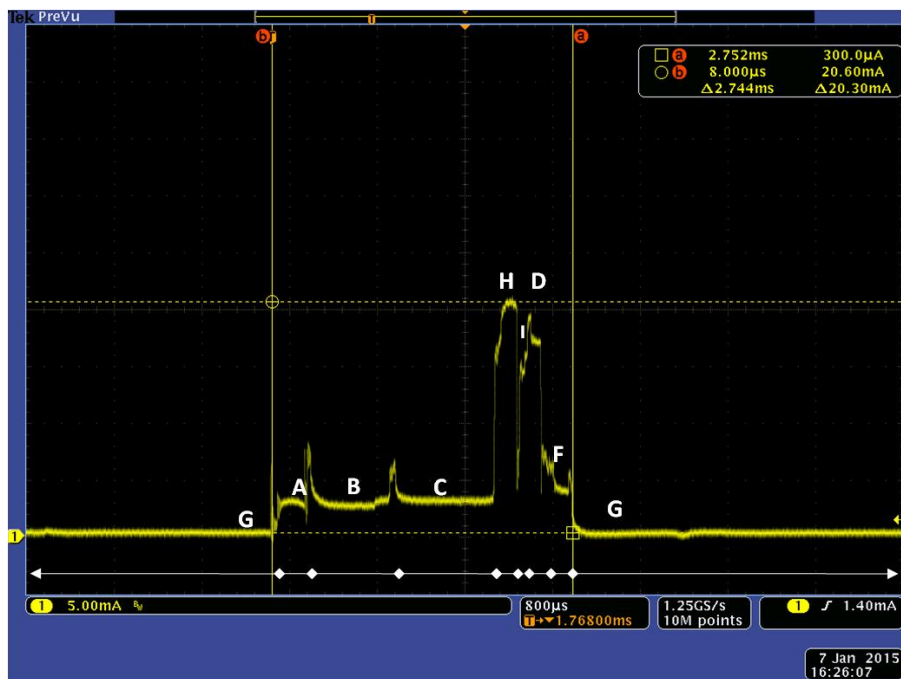 Tek PreVu
T
b T a
a 2.752ms 300.0µA
b 8.000µs 20.60mA
Δ2.744ms Δ20.30mA
H D
I
F
A B C
G G
1
1 5.00mA BW
800µs
T→▼1.76800ms
1.25GS/s
10M points
1 ∫ 1.40mA
7 Jan 2015
16:26:07